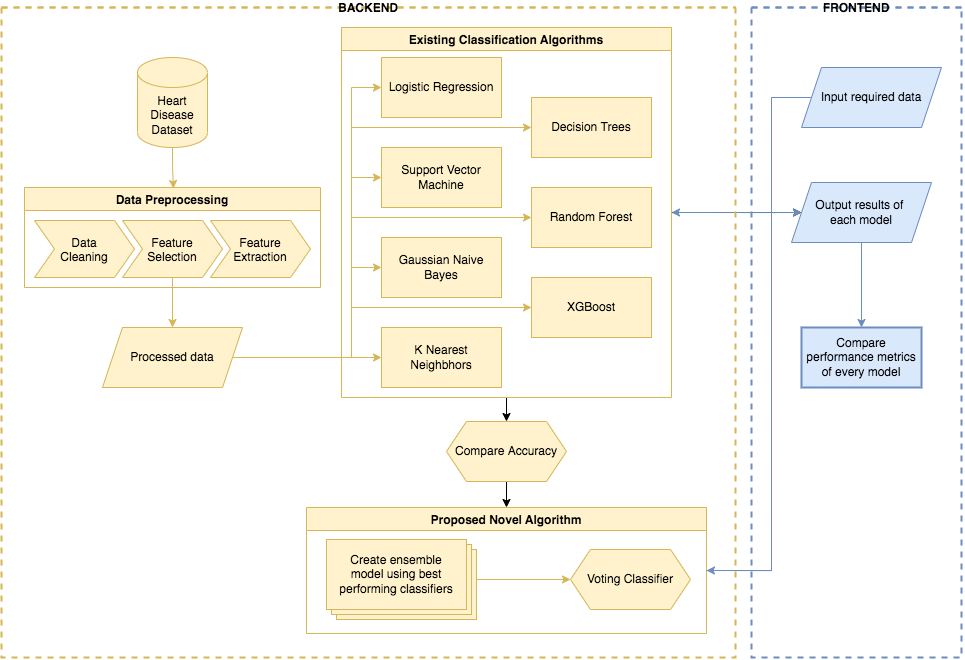 BACKEND
FRONTEND
Existing Classification Algorithms
Heart
Disease
Dataset
Logistic Regression
Decision Trees
Support Vector
Machine
Random Forest
Gaussian Naive
Bayes
XGBoost
K Nearest
Neighbhors
Data Preprocessing
Data
Cleaning
Feature
Selection
Feature
Extraction
Processed data
Compare Accuracy
Proposed Novel Algorithm
Create ensemble
model using best
performing classifiers
Voting Classifier
Input required data
Output results of
each model
Compare
performance metrics
of every model